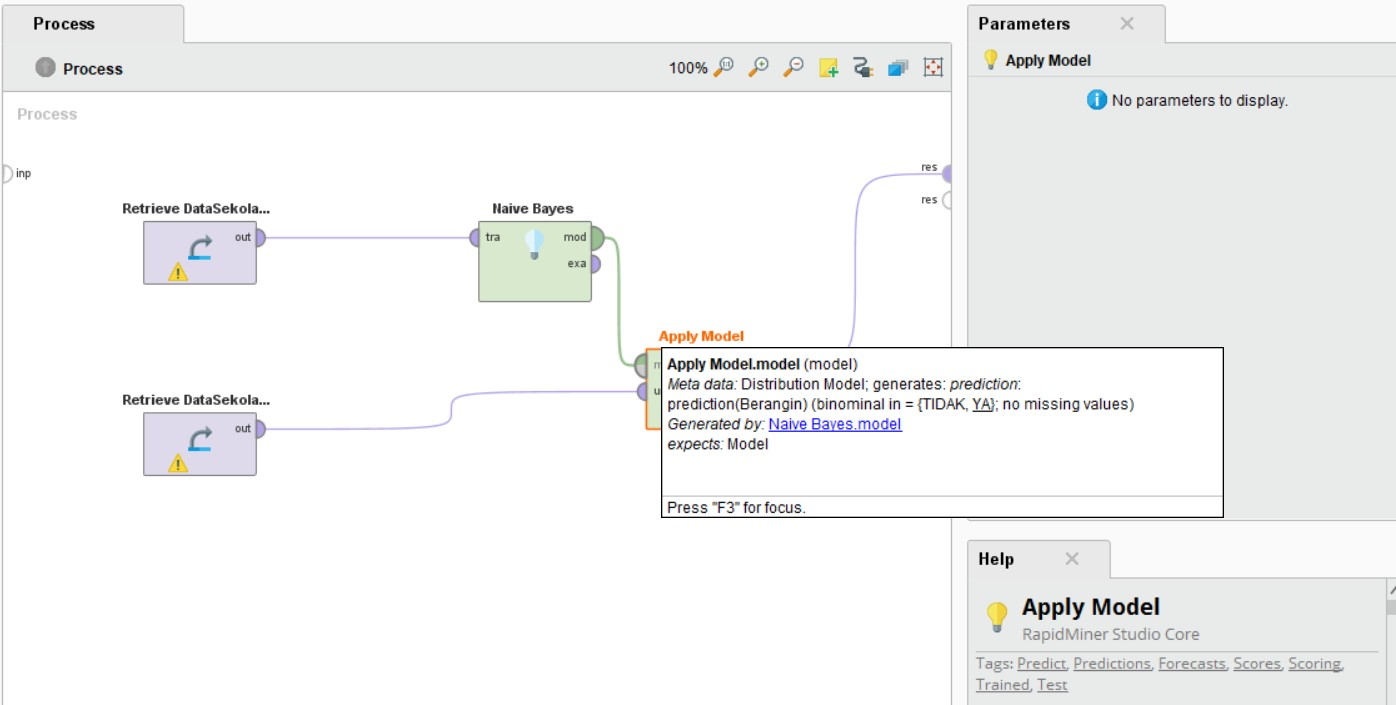 Process
Process
100%
Process
inp
res
res
Retrieve DataSekola...
out
Naive Bayes
tra
mod
exa
Apply Model
Retrieve DataSekola...
out
Apply Model.model (model)
Meta data: Distribution Model; generates: prediction:
prediction(Berangin) (binominal in = {TIDAK, YA}; no missing values)
Generated by: Naive Bayes.model
expects: Model
Press "F3" for focus.
Parameters
Apply Model
No parameters to display.
Help
Apply Model
RapidMiner Studio Core
Tags: Predict, Predictions, Forecasts, Scores, Scoring,
Trained, Test